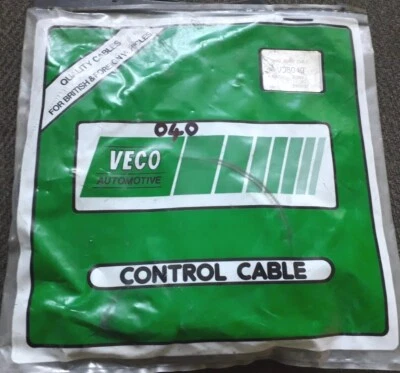 QUALITY CABLES
FOR BRITISH & FOREIGN VEHICLES
040
VECO
AUTOMOTIVE
CONTROL CABLE